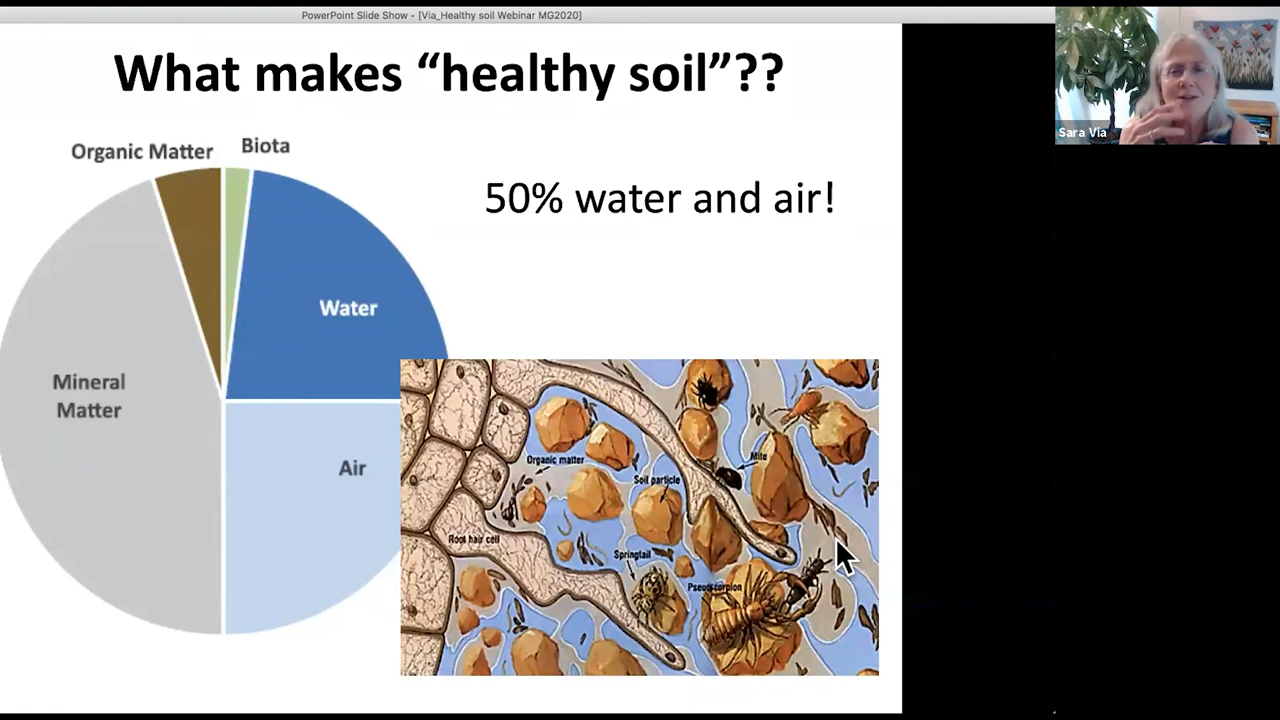 PowerPoint Slide Show - [Via_Healthy soil Webinar MG2020]
What makes “healthy soil”??
Sara Via
Organic Matter
Biota
50% water and air!
Water
Mineral
Matter
Air
Organic matter
Mite
Soil particle
Root hair cell
Springtail
Pseudoscorpion